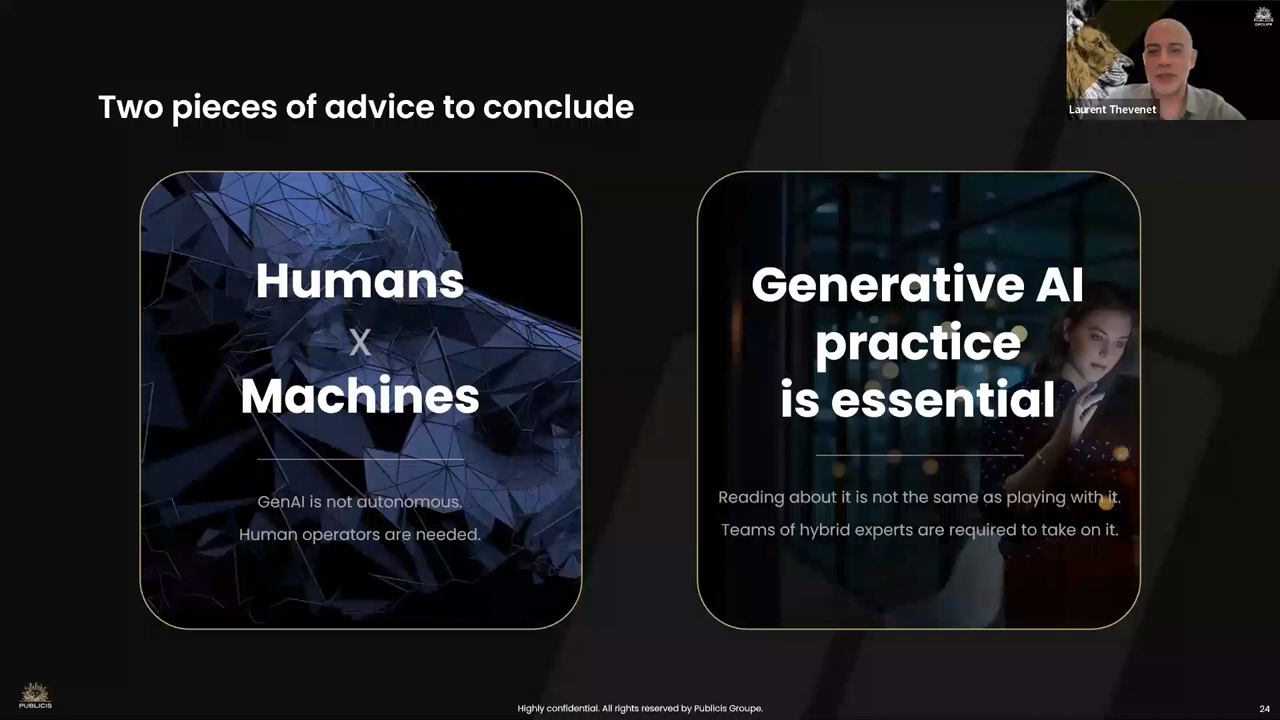 PUBLICIS
GROUPE
Laurent Thevenet
Two pieces of advice to conclude
Humans
X
Machines
GenAI is not autonomous.
Human operators are needed.
Generative AI
practice
is essential
Reading about it is not the same as playing with it.
Teams of hybrid experts are required to take on it.
PUBLICIS
Highly confidential. All rights reserved by Publicis Groupe.
24